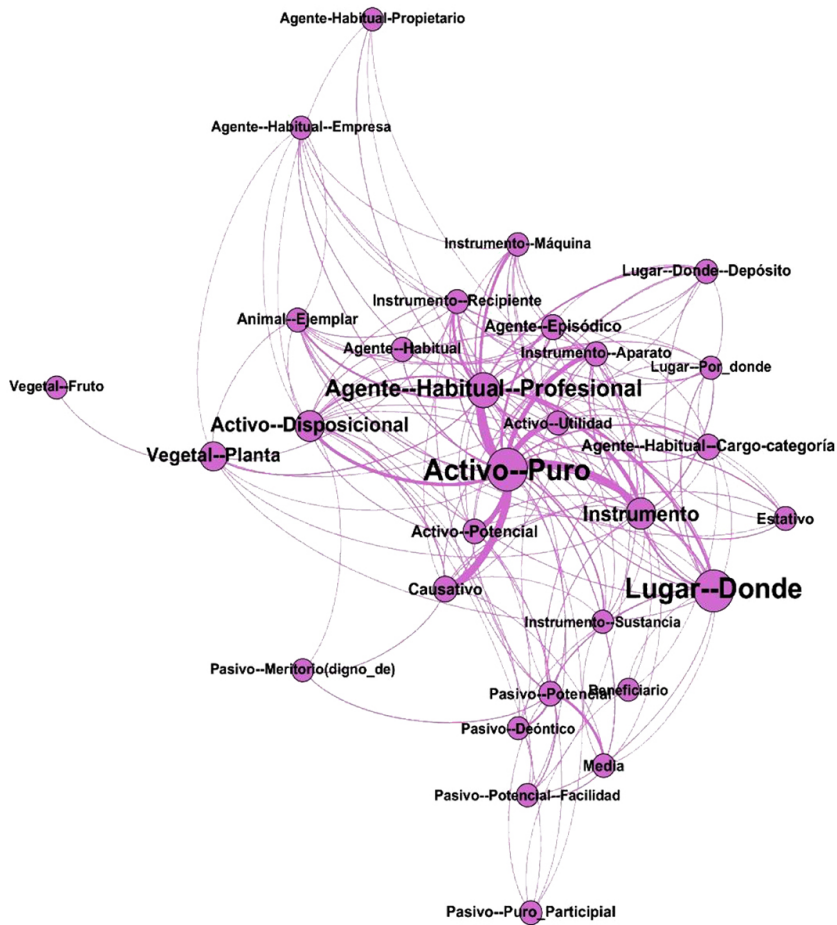 Agente-Habitual-Propietario
Agente--Habitual--Empresa
Instrumento--Máquina
Lugar--Donde--Depósito
Instrumento--Recipiente
Animal--Ejemplar
Agente--Episódico
Agente--Habitual
Instrumento--Aparato
Lugar--Por_donde
Vegetal--Fruto
Agente--Habitual--Profesional
Activo--Disposicional
Activo--Utilidad
Agente--Habitual--Cargo-categoría
Vegetal--Planta
Activo--Puro
Instrumento
Estativo
Activo--Potencial
Causativo
Lugar--Donde
Instrumento--Sustancia
Pasivo--Meritorio(digno_de)
Pasivo--Potencial
Beneficiario
Pasivo--Deóntico
Media
Pasivo--Potencial--Facilidad
Pasivo--Puro_Participial